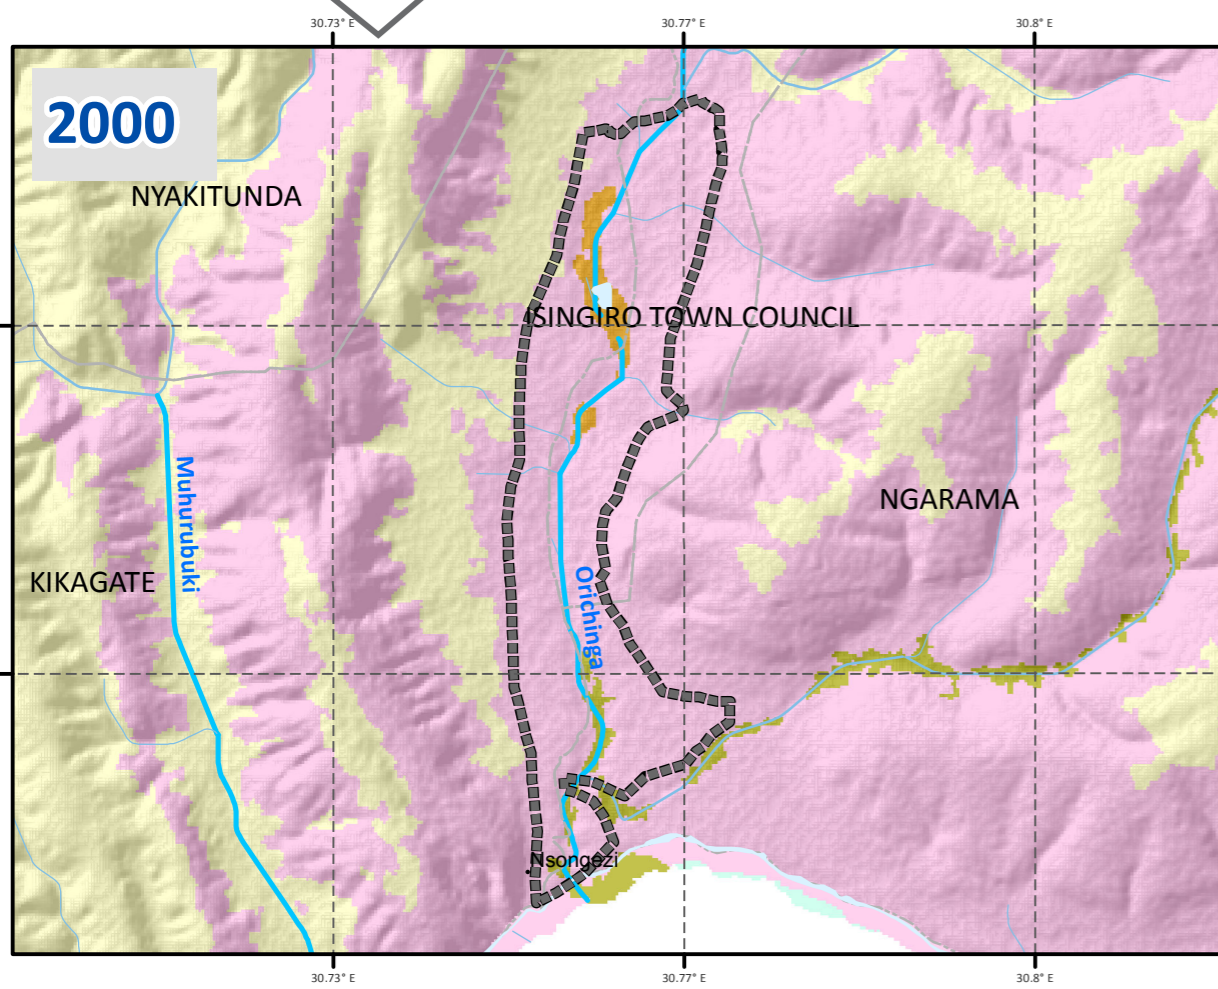 30.73° E
30.77° E
30.8° E
2000
NYAKITUNDA
ISINGIRO TOWN COUNCIL
Muhurubuki
NGARAMA
KIKAGATE
Orichinga
Nsongezi
30.73° E
30.77° E
30.8° E